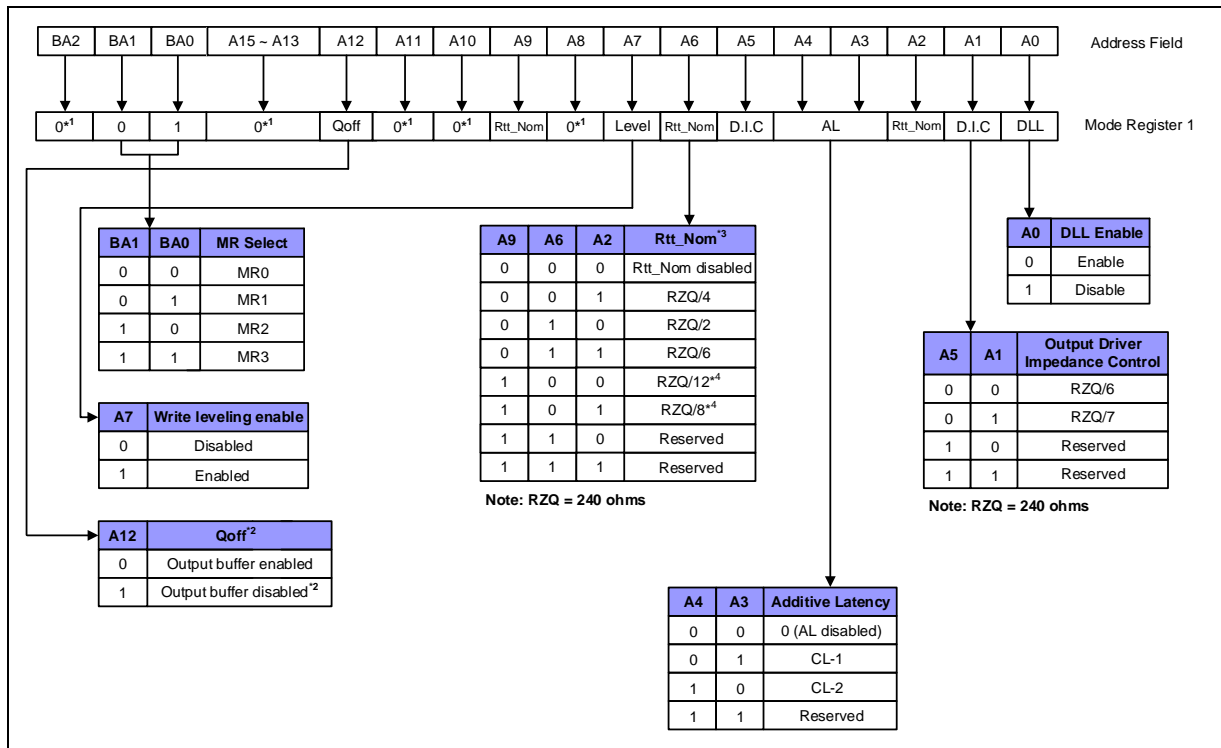 BA2 BA1 BA0 A15 ~ A13 A12 A11 A10 A9 A8 A7 A6 A5 A4 A3 A2 A1 A0 Address Field
0*1 0 1 0*1 Qoff 0*1 0*1 Rtt_Nom 0*1 Level Rtt_Nom D.I.C AL Rtt_Nom D.I.C DLL Mode Register 1
BA1 BA0 MR Select
0 0 MR0
0 1 MR1
1 0 MR2
1 1 MR3
A7 Write leveling enable
0 Disabled
1 Enabled
A12 Qoff*2
0 Output buffer enabled
1 Output buffer disabled*2
A9 A6 A2 Rtt_Nom*3
0 0 0 Rtt_Nom disabled
0 0 1 RZQ/4
0 1 0 RZQ/2
0 1 1 RZQ/6
1 0 0 RZQ/12*4
1 0 1 RZQ/8*4
1 1 0 Reserved
1 1 1 Reserved
Note: RZQ = 240 ohms
A4 A3 Additive Latency
0 0 0 (AL disabled)
0 1 CL-1
1 0 CL-2
1 1 Reserved
A0 DLL Enable
0 Enable
1 Disable
A5 A1 Output Driver
Impedance Control
0 0 RZQ/6
0 1 RZQ/7
1 0 Reserved
1 1 Reserved
Note: RZQ = 240 ohms